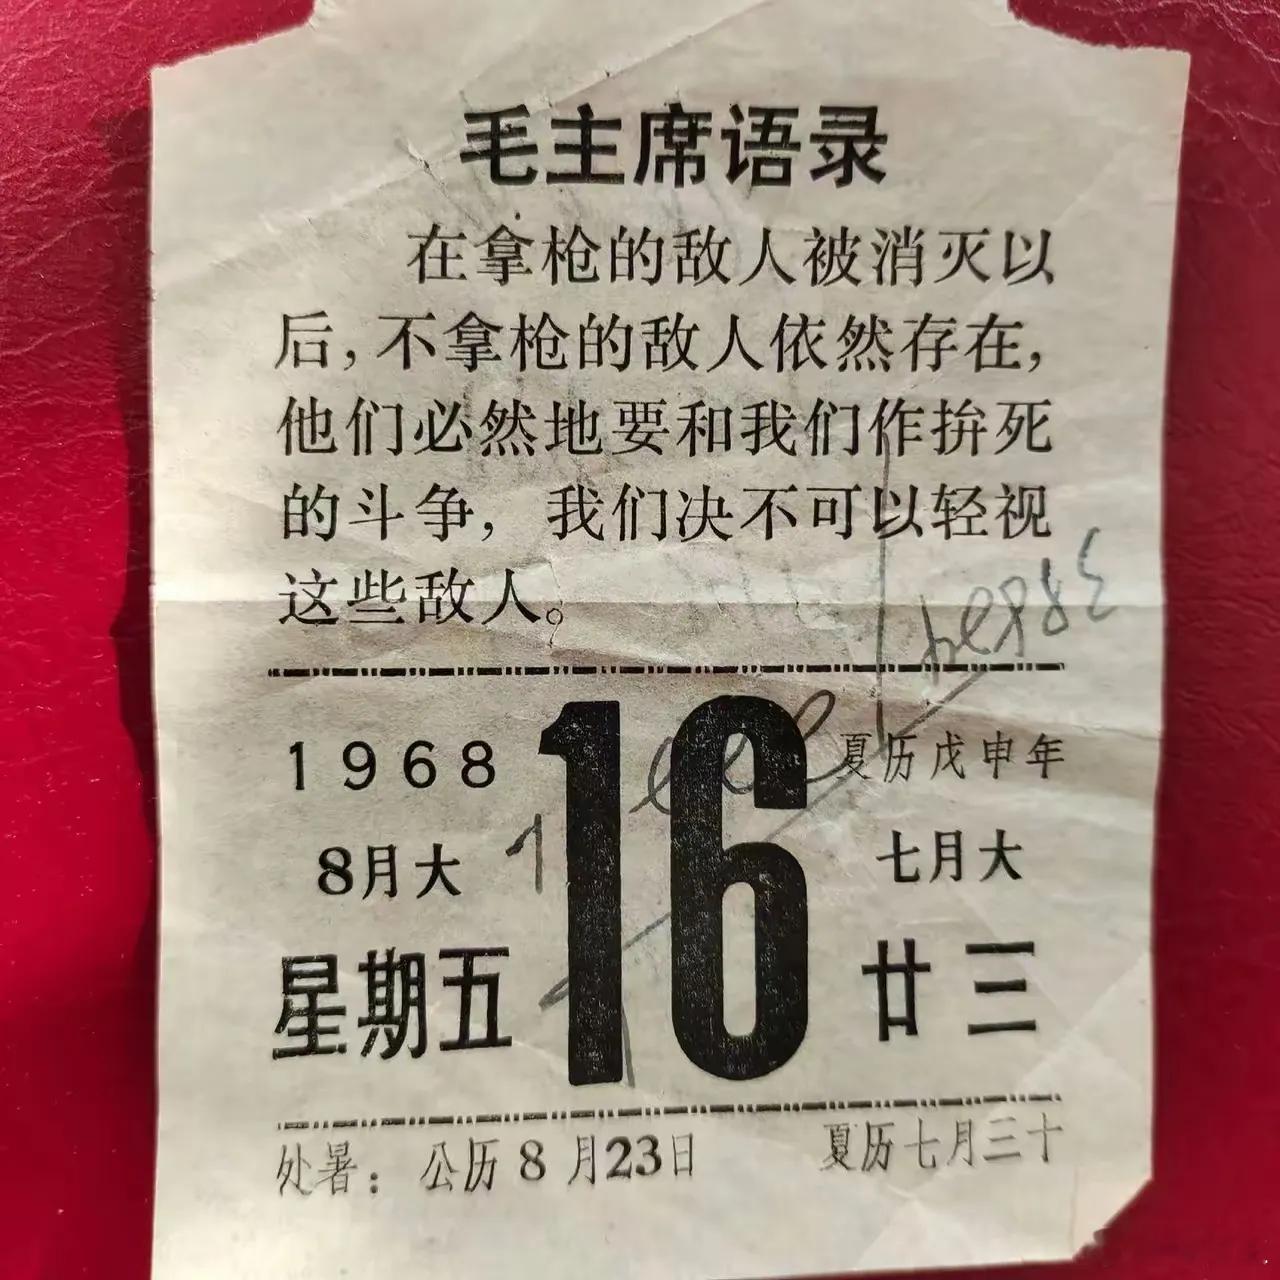 毛主席语录
在拿枪的敌人被消灭以
后，不拿枪的敌人依然存在，
他们必然地要和我们作拚死
的斗争，我们决不可以轻视
这些敌人。
1968
8月大
星期五
16
夏历戊申年
七月大
廿三
处暑：公历8月23日 夏历七月三十